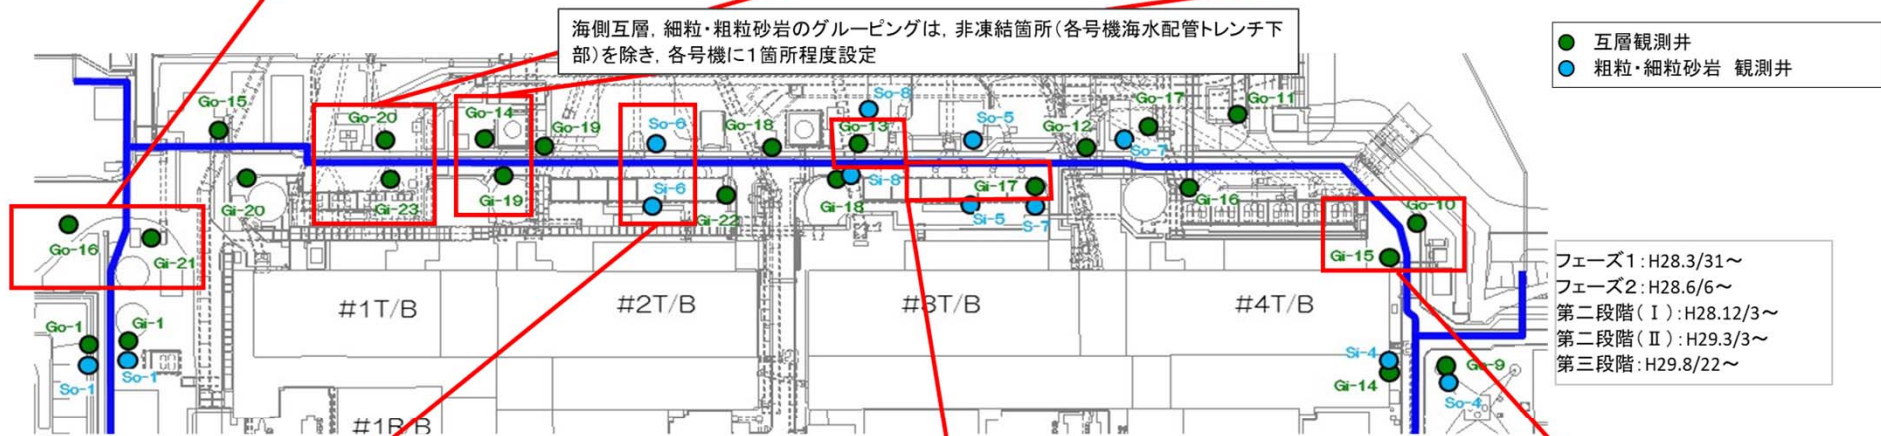 海側互層，細粒・粗粒砂岩のグルーピングは，非凍結箇所（各号機海水配管トレンチ下
部）を除き，各号機に１箇所程度設定
互層観測井
粗粒・細粒砂岩　観測井
Go-15
Go-20
Go-14
Go-19
So-6
Go-18
So-8
Go-13
So-5
Go-12
Go-17
So-7
Go-11
Gi-20
Gi-23
Gi-19
Si-6
Gi-22
Gi-18
Si-8
Gi-17
Si-5
S-7
Gi-16
Go-10
Gi-15
Go-16
Gi-21
フェーズ１：H28.3/31～
フェーズ２：H28.6/6～
第二段階（Ⅰ）：H28.12/3～
第二段階（Ⅱ）：H29.3/3～
第三段階：H29.8/22～
#1T/B
#2T/B
#3T/B
#4T/B
Go-1
Gi-1
So-1
So-1
Si-4
Gi-14
Go-9
So-4
#1R/B